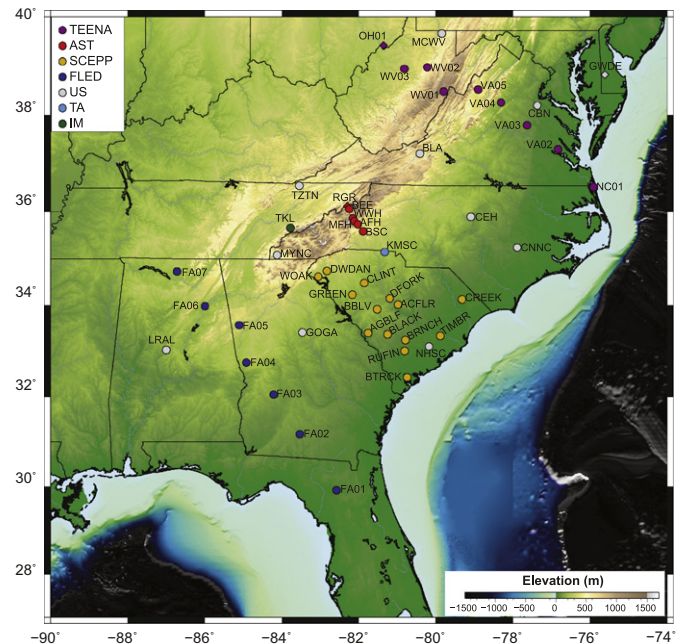 TEENA
AST
SCEPP
FLED
US
TA
IM
40°
38°
36°
34°
32°
30°
28°
−90°
−88°
−86°
−84°
−82°
−80°
−78°
−76°
−74°
OH01
MCWV
GWDE
WV03
WV02
WV01
VA05
VA04
CBN
VA03
VA02
BLA
TZTN
NC01
RGR
DEE
WWH
MFH
AFH
BSC
TKL
CEH
KMSC
CNNC
MYNC
FA07
WOAK
DWDAN
CLINT
GREEN
DFORK
ACFLR
CREEK
BBLV
FA06
FA05
GOGA
AGBLF
BLACK
BRNCH
TIMBR
LRAL
RUFIN
NHSC
FA04
BTRCK
FA03
FA02
FA01
Elevation (m)
−1500 −1000 −500 0 500 1000 1500